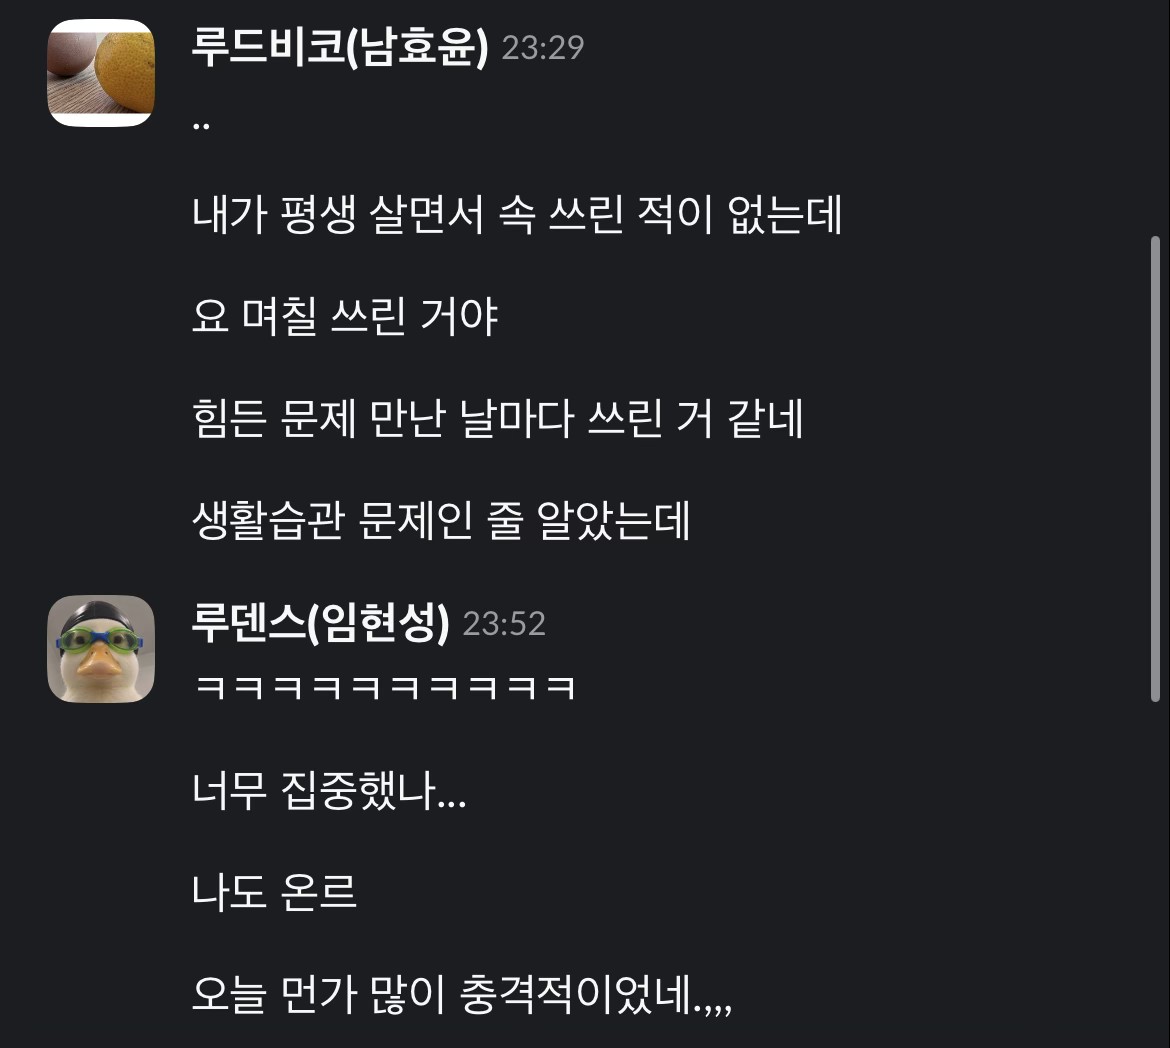 루드비코(남효윤) 23:29
..
내가 평생 살면서 속 쓰린 적이 없는데
요 며칠 쓰린 거야
힘든 문제 만난 날마다 쓰린 거 같네
생활습관 문제인 줄 알았는데
루덴스(임현성) 23:52
ㅋㅋㅋㅋㅋㅋㅋㅋㅋㅋ
너무 집중했나...
나도 온르
오늘 먼가 많이 충격적이었네.,,,